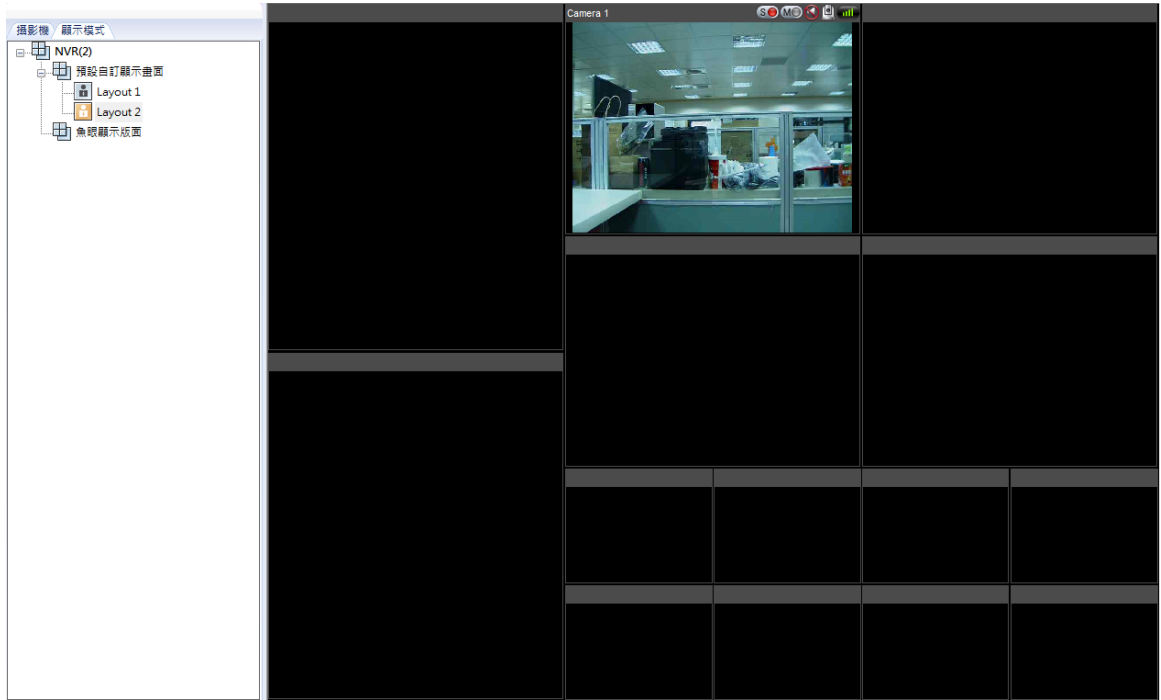 攝影機 顯示模式
NVR(2)
預設自訂顯示畫面
Layout 1
Layout 2
魚眼顯示版面
Camera 1
S M